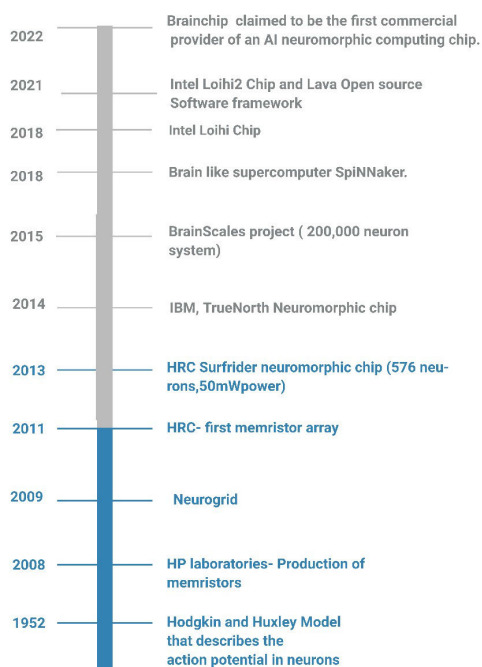 2022
Brainchip claimed to be the first commercial
provider of an AI neuromorphic computing chip.
2021
Intel Loihi2 Chip and Lava Open source
Software framework
2018
Intel Loihi Chip
2018
Brain like supercomputer SpiNNaker.
2015
BrainScales project ( 200,000 neuron
system)
2014
IBM, TrueNorth Neuromorphic chip
2013
HRC Surfrider neuromorphic chip (576 neu-
rons,50mWpower)
2011
HRC- first memristor array
2009
Neurogrid
2008
HP laboratories- Production of
memristors
1952
Hodgkin and Huxley Model
that describes the
action potential in neurons